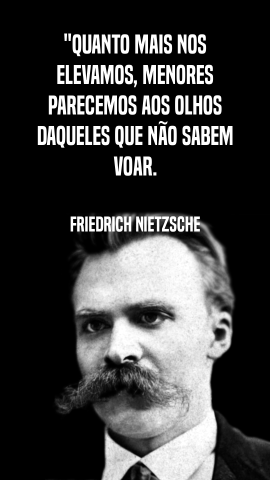 "QUANTO MAIS NOS
ELEVAMOS, MENORES
PARECEMOS AOS OLHOS
DAQUELES QUE NÃO SABEM
VOAR.
FRIEDRICH NIETZSCHE